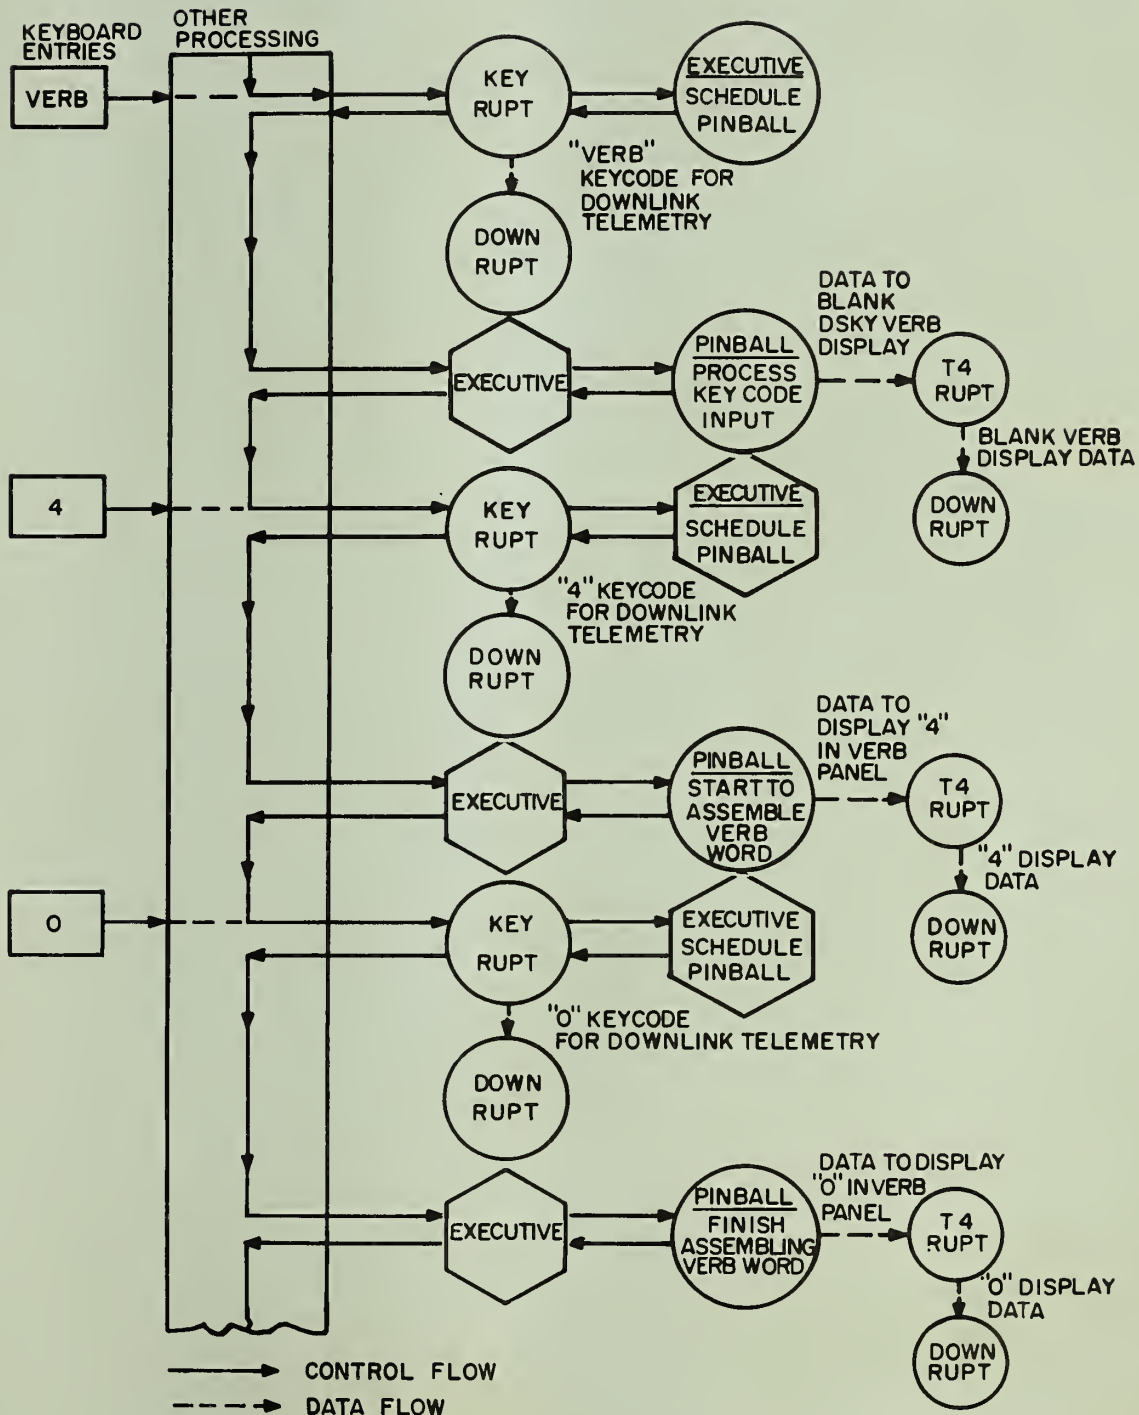 KEYBOARD
ENTRIES
OTHER
PROCESSING
VERB
KEY
RUPT
EXECUTIVE
SCHEDULE
PINBALL
"VERB"
KEYCODE FOR
DOWNLINK
TELEMETRY
DOWN
RUPT
EXECUTIVE
PINBALL
PROCESS
KEY CODE
INPUT
DATA TO
BLANK
DSKY VERB
DISPLAY
T4
RUPT
BLANK VERB
DISPLAY DATA
DOWN
RUPT
4
KEY
RUPT
EXECUTIVE
SCHEDULE
PINBALL
"4" KEYCODE
FOR DOWNLINK
TELEMETRY
DOWN
RUPT
EXECUTIVE
PINBALL
START TO
ASSEMBLE
VERB
WORD
DATA TO
DISPLAY "4"
IN VERB
PANEL
T4
RUPT
"4" DISPLAY
DATA
DOWN
RUPT
0
KEY
RUPT
EXECUTIVE
SCHEDULE
PINBALL
"0" KEYCODE
FOR DOWNLINK TELEMETRY
DOWN
RUPT
EXECUTIVE
PINBALL
FINISH
ASSEMBLING
VERB WORD
DATA TO DISPLAY
"0" IN VERB
PANEL
T4
RUPT
"0" DISPLAY
DATA
DOWN
RUPT
CONTROL FLOW
DATA FLOW